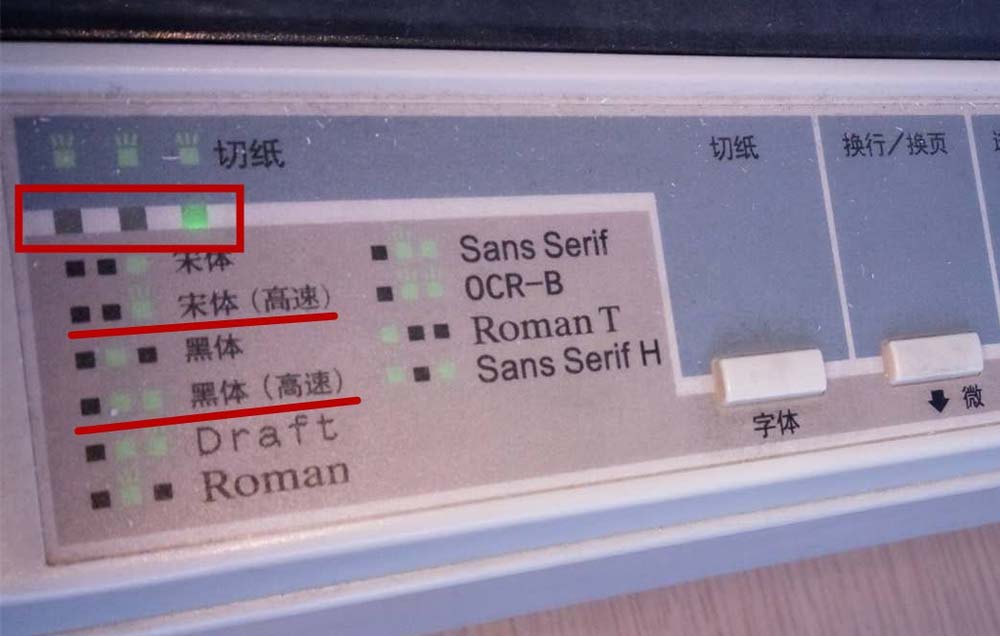 切纸
切纸
换行/换页
宋体
宋体(高速)
黑体
黑体(高速)
Draft
Roman
Sans Serif
OCR-B
Roman T
Sans Serif H
字体
微